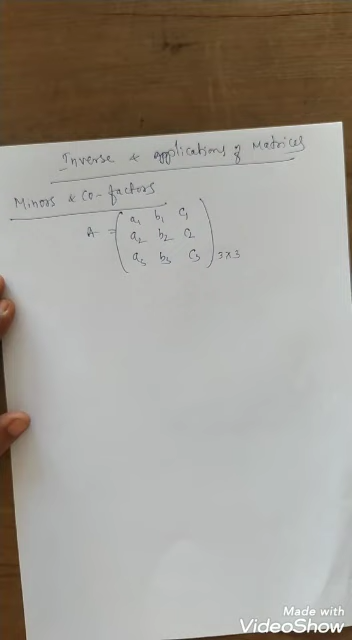 Inverse & applications of Matrices
Minors & Co-factors
A = ( a₁ b₁ c₁
a₂ b₂ c₂
a₃ b₃ c₃ ) 3×3
Made with
VideoShow